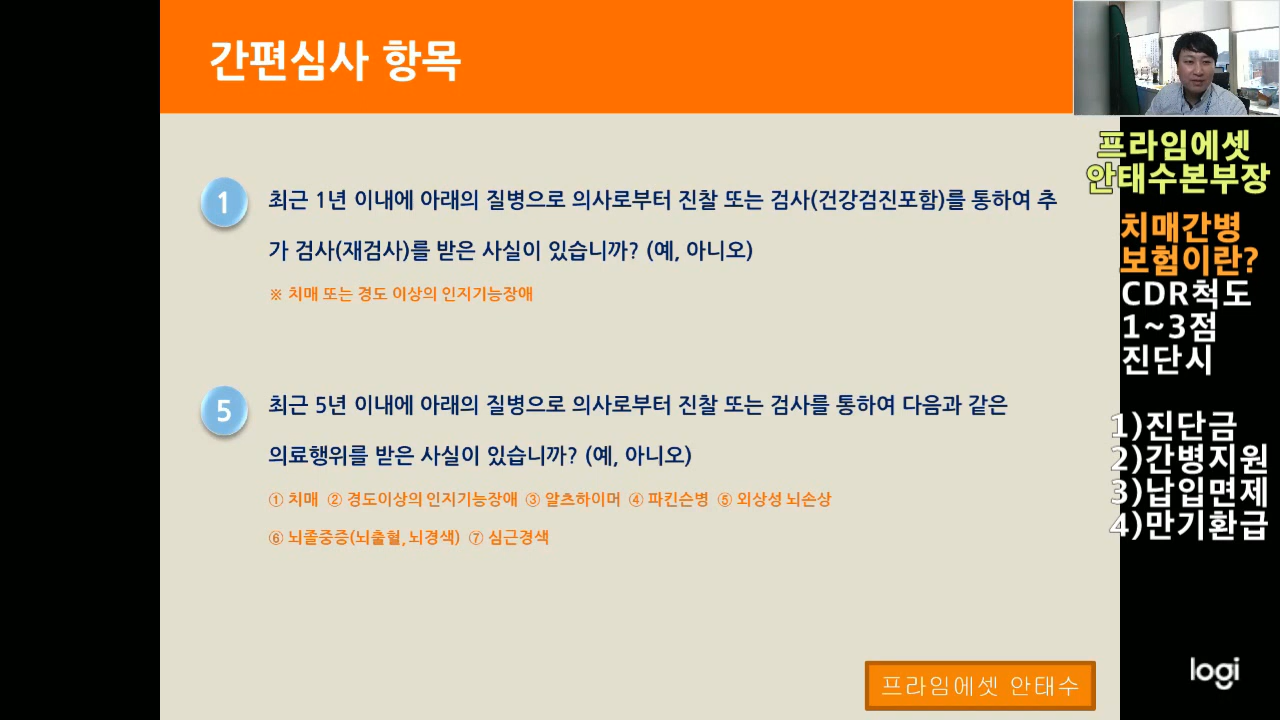 간편심사 항목
1
최근 1년 이내에 아래의 질병으로 의사로부터 진찰 또는 검사(건강검진포함)를 통하여 추
가 검사(재검사)를 받은 사실이 있습니까? (예, 아니오)
※ 치매 또는 경도 이상의 인지기능장애
5
최근 5년 이내에 아래의 질병으로 의사로부터 진찰 또는 검사를 통하여 다음과 같은
의료행위를 받은 사실이 있습니까? (예, 아니오)
① 치매 ② 경도이상의 인지기능장애 ③ 알츠하이머 ④ 파킨슨병 ⑤ 외상성 뇌손상
⑥ 뇌졸중증(뇌출혈, 뇌경색) ⑦ 심근경색
프라임에셋 안태수
프라임에셋
안태수본부장
치매간병
보험이란?
CDR척도
1~3점
진단시
1)진단금
2)간병지원
3)납입면제
4)만기환급
logi